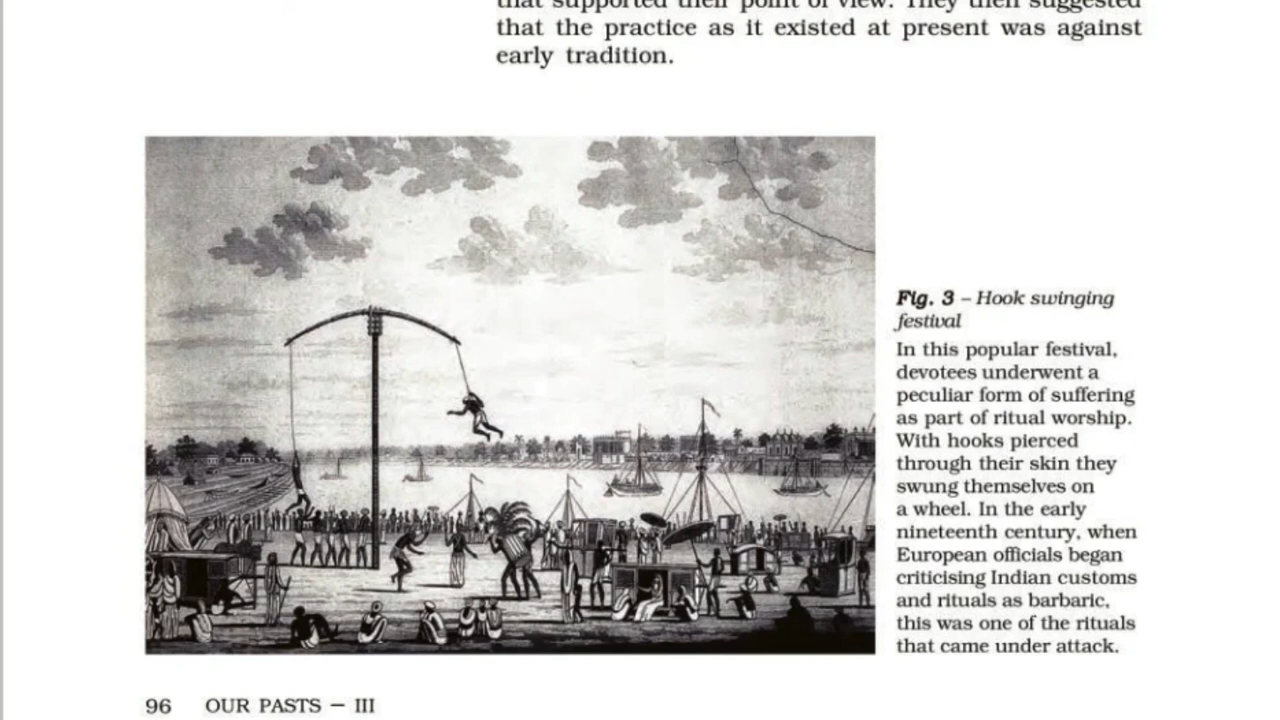 that supported their point of view. They then suggested
that the practice as it existed at present was against
early tradition.
Fig. 3 – Hook swinging
festival
In this popular festival,
devotees underwent a
peculiar form of suffering
as part of ritual worship.
With hooks pierced
through their skin they
swung themselves on
a wheel. In the early
nineteenth century, when
European officials began
criticising Indian customs
and rituals as barbaric,
this was one of the rituals
that came under attack.
96 OUR PASTS – III